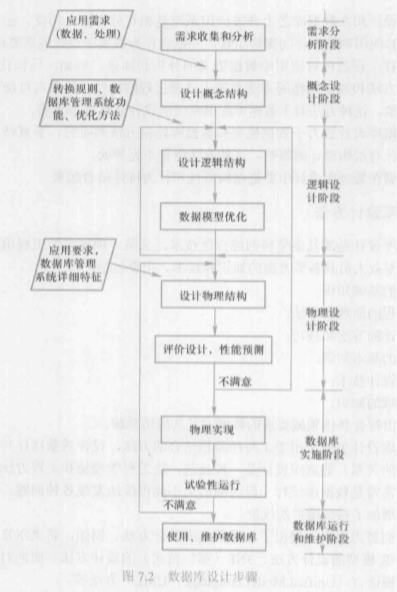 应用需求
(数据、处理)
需求收集和分析
需求分
析阶段
设计概念结构
概念设
计阶段
转换规则、数
据库管理系统功
能、优化方法
设计逻辑结构
逻辑设
计阶段
数据模型优化
应用要求,
数据库管理
系统详细特征
设计物理结构
物理设
计阶段
评价设计,性能预测
不满意
物理实现
数据库
实施阶段
试验性运行
不满意
使用、维护数据库
数据库运行
和维护阶段
图 7.2 数据库设计步骤